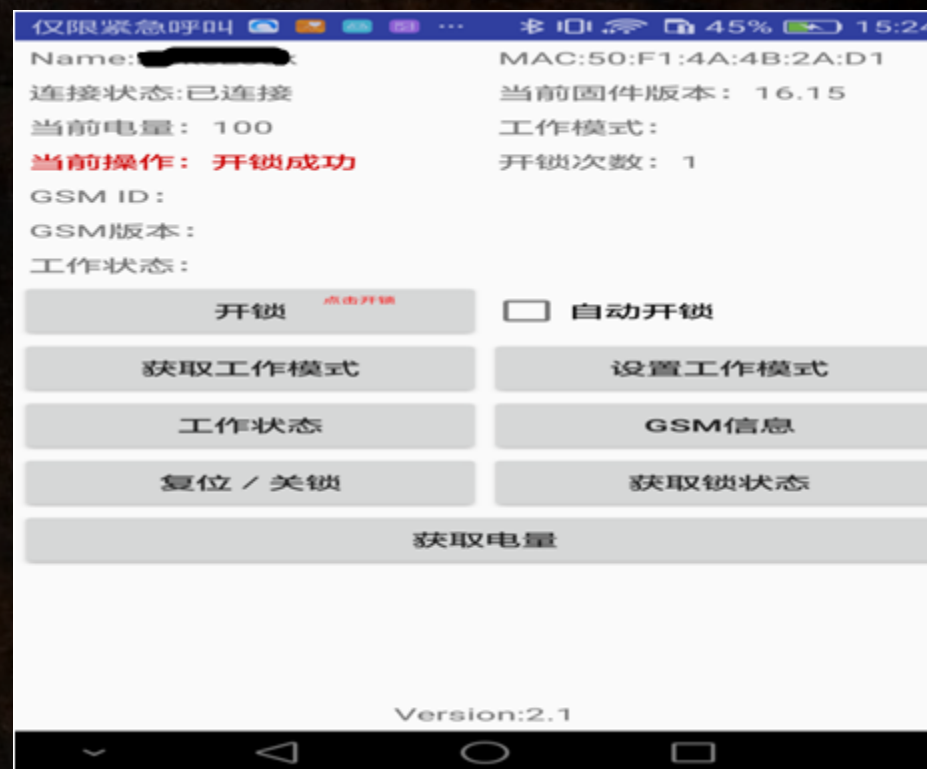 仅限紧急呼叫 ... 45% 15:24
Name: MAC:50:F1:4A:4B:2A:D1
连接状态:已连接 当前固件版本: 16.15
当前电量: 100 工作模式:
当前操作: 开锁成功 开锁次数: 1
GSM ID:
GSM版本:
工作状态:
开锁 点击开锁 自动开锁
获取工作模式 设置工作模式
工作状态 GSM信息
复位 / 关锁 获取锁状态
获取电量
Version:2.1